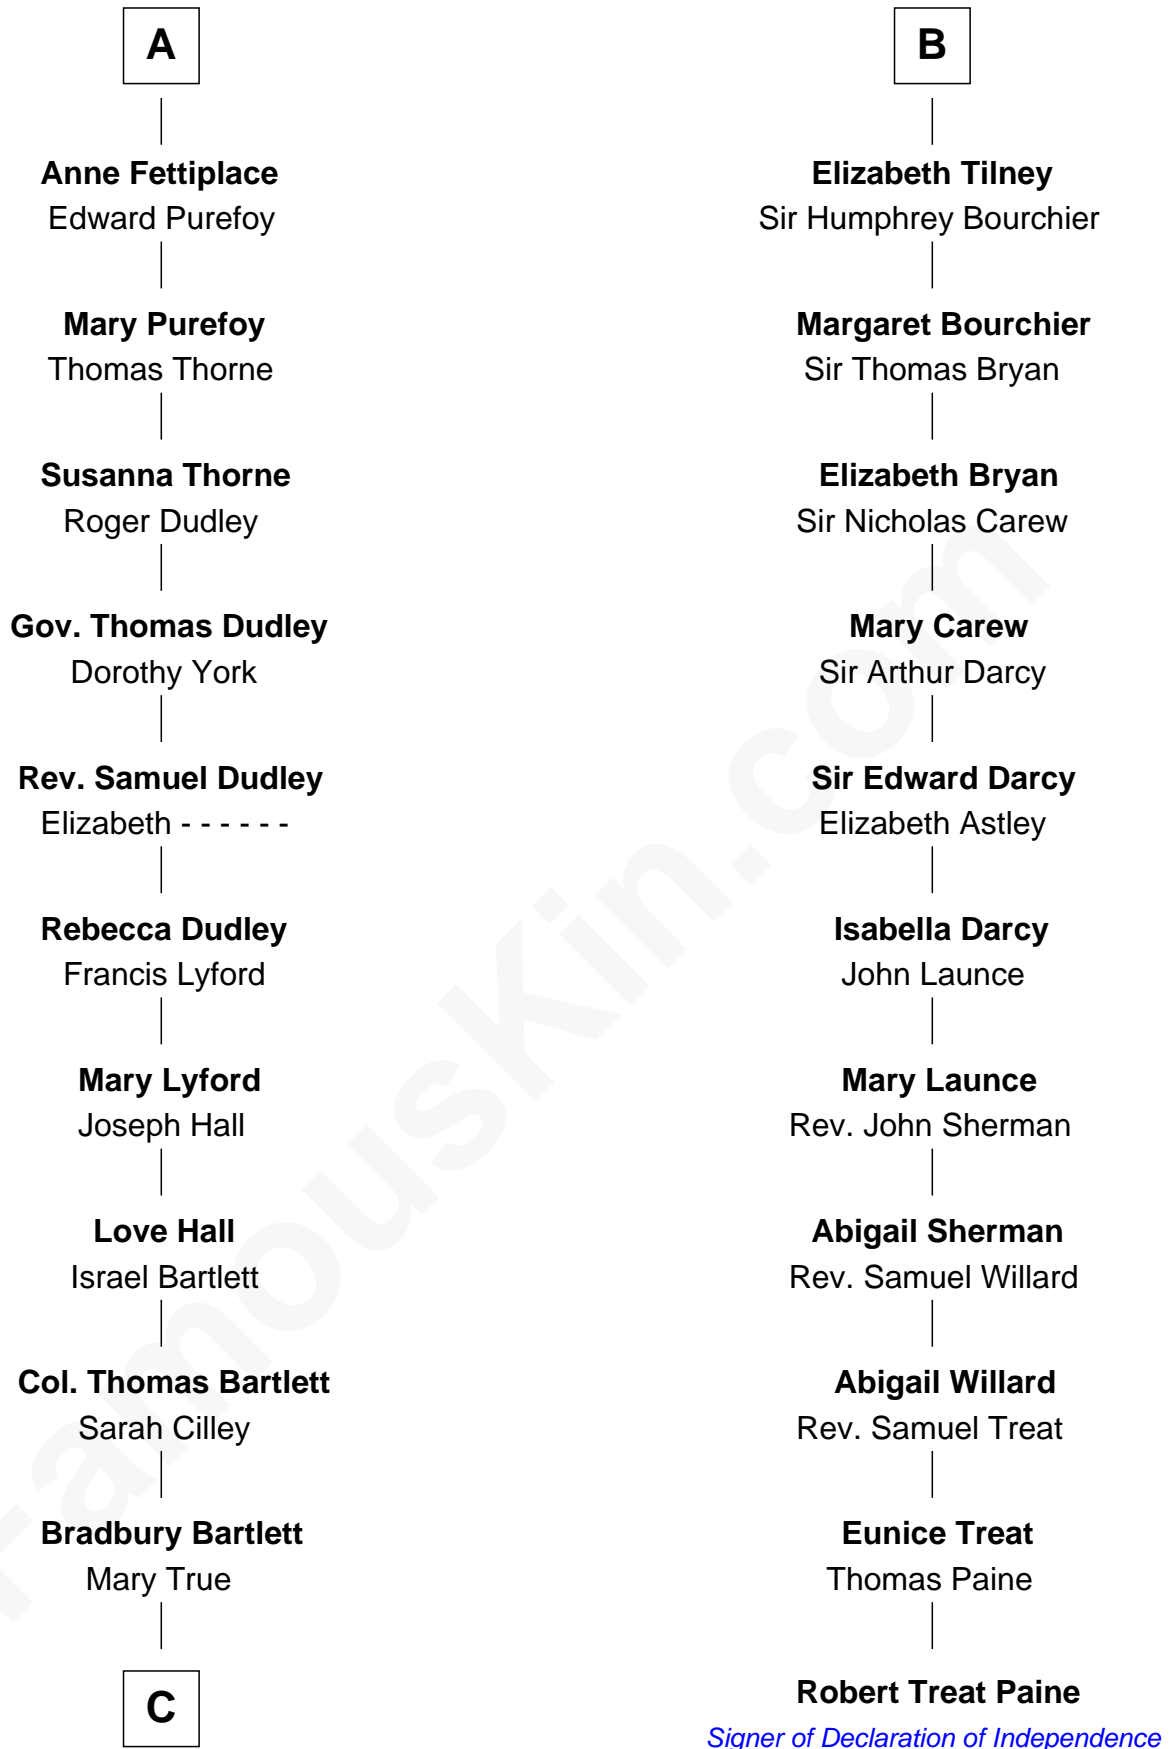 A
Anne Fettiplace
Edward Purefoy
Mary Purefoy
Thomas Thorne
Susanna Thorne
Roger Dudley
Gov. Thomas Dudley
Dorothy York
Rev. Samuel Dudley
Elizabeth - - - - - -
Rebecca Dudley
Francis Lyford
Mary Lyford
Joseph Hall
Love Hall
Israel Bartlett
Col. Thomas Bartlett
Sarah Cilley
Bradbury Bartlett
Mary True
C
B
Elizabeth Tilney
Sir Humphrey Bourchier
Margaret Bourchier
Sir Thomas Bryan
Elizabeth Bryan
Sir Nicholas Carew
Mary Carew
Sir Arthur Darcy
Sir Edward Darcy
Elizabeth Astley
Isabella Darcy
John Launce
Mary Launce
Rev. John Sherman
Abigail Sherman
Rev. Samuel Willard
Abigail Willard
Rev. Samuel Treat
Eunice Treat
Thomas Paine
Robert Treat Paine
Signer of Declaration of Independence
FamousKin.com